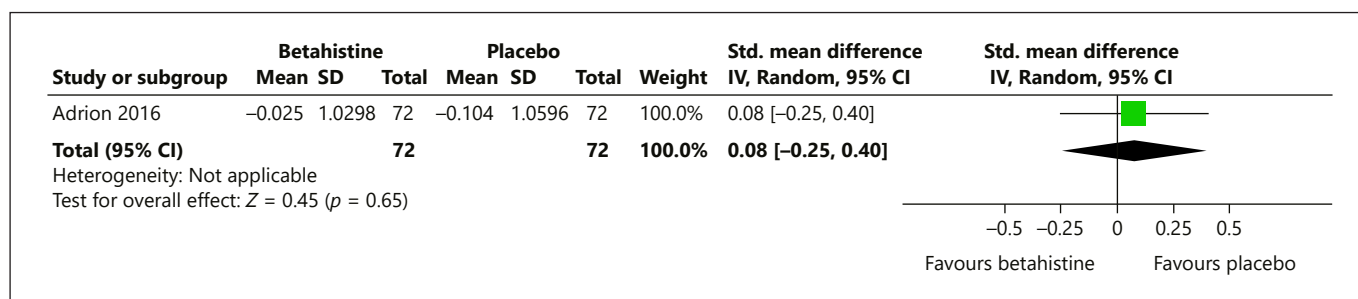 Betahistine Placebo Std. mean difference Std. mean difference
Study or subgroup Mean SD Total Mean SD Total Weight IV, Random, 95% CI IV, Random, 95% CI
Adrion 2016 –0.025 1.0298 72 –0.104 1.0596 72 100.0% 0.08 [–0.25, 0.40]
Total (95% CI) 72 72 100.0% 0.08 [–0.25, 0.40]
Heterogeneity: Not applicable
Test for overall effect: Z = 0.45 (p = 0.65)
–0.5 –0.25 0 0.25 0.5
Favours betahistine Favours placebo